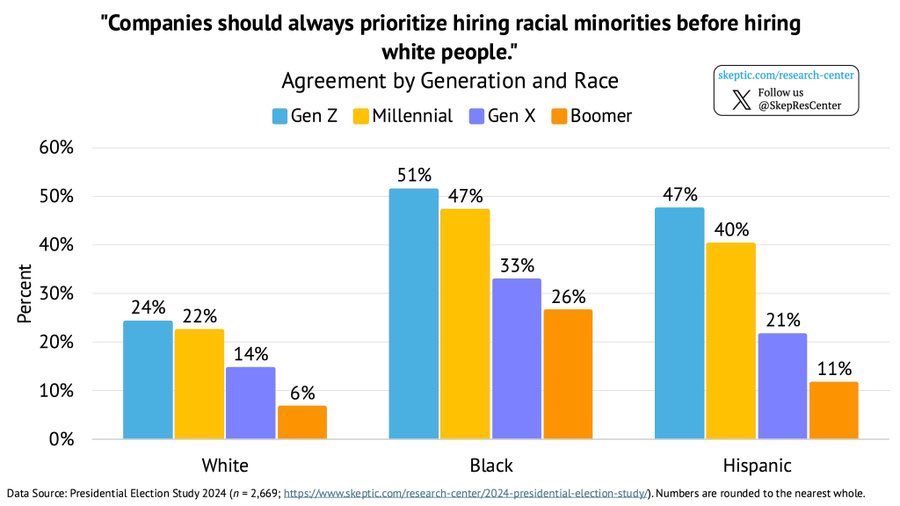 "Companies should always prioritize hiring racial minorities before hiring
white people."
Agreement by Generation and Race
skeptic.com/research-center
Follow us
@SkepResCenter
Gen Z Millennial Gen X Boomer
Percent
60%
50%
40%
30%
20%
10%
0%
24%
22%
14%
6%
51%
47%
33%
26%
47%
40%
21%
11%
White
Black
Hispanic
Data Source: Presidential Election Study 2024 (n = 2,669; https://www.skeptic.com/research-center/2024-presidential-election-study/). Numbers are rounded to the nearest whole.